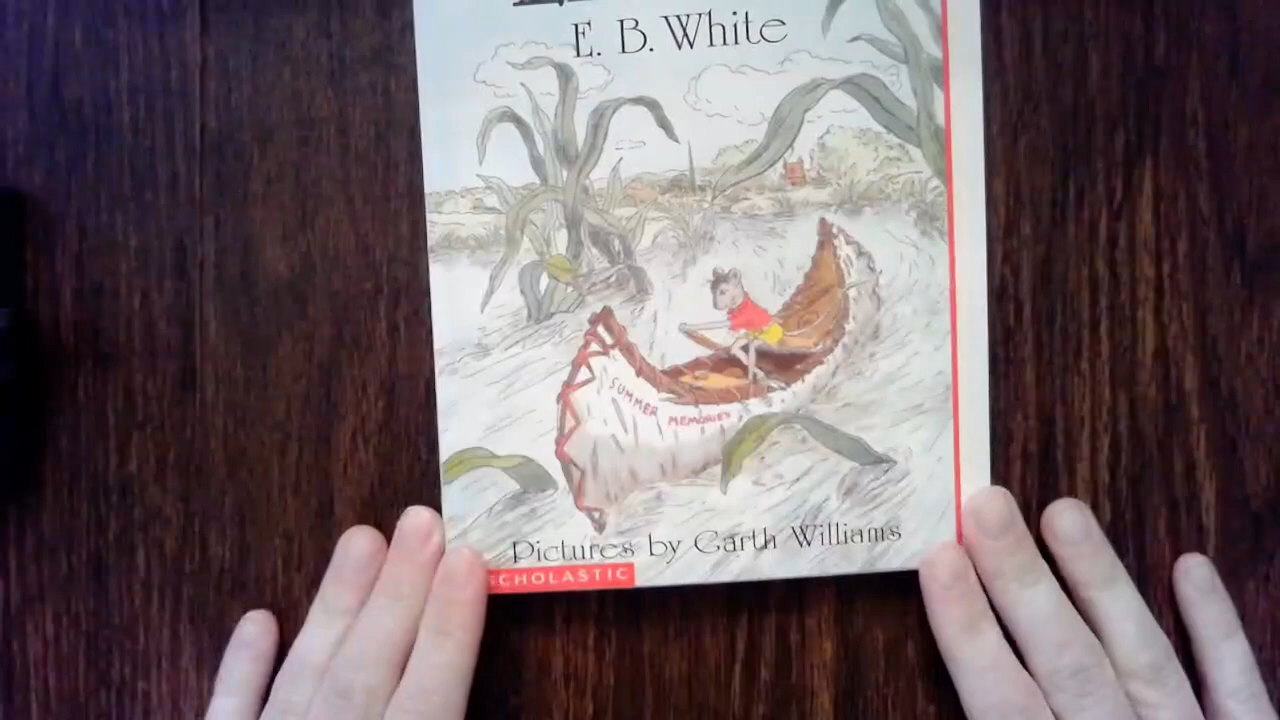 E. B. White
SUMMER MEMORIES
Pictures by Garth Williams
SCHOLASTIC